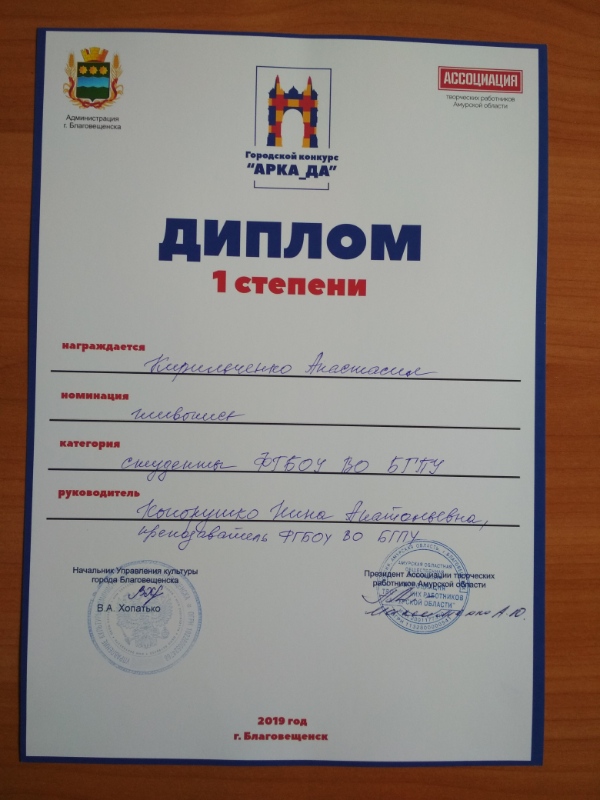 Администрация
г. Благовещенска
Городской конкурс
"АРКА_ДА"
АССОЦИАЦИЯ
творческих работников
Амурской области
ДИПЛОМ
1 степени
награждается
Кирильченко Анастасия
номинация
живопись
категория
студенты ФГБОУ ВО БГПУ
руководитель
Нина Анатольевна,
преподаватель ФГБОУ ВО БГПУ
Начальник Управления культуры
города Благовещенска
В.А. Хопатько
Президент Ассоциации творческих
работников Амурской области
А.Ю.
2019 год
г. Благовещенск